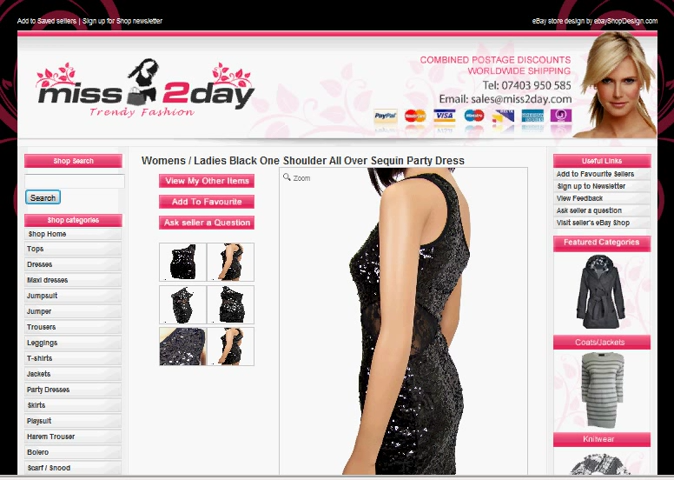 Add to Saved sellers | Sign up for Shop newsletter
eBay store design by ebayShopDesign.com
miss 2day
Trendy Fashion
COMBINED POSTAGE DISCOUNTS
WORLDWIDE SHIPPING
Tel: 07403 950 585
Email: sales@miss2day.com
PayPal
VISA
Shop Search
Search
Shop categories
Shop Home
Tops
Dresses
Maxi dresses
Jumpsuit
Jumper
Trousers
Leggings
T-shirts
Jackets
Party Dresses
Skirts
Playsuit
Harem Trouser
Bolero
Scarf / Snood
Womens / Ladies Black One Shoulder All Over Sequin Party Dress
View My Other Items
Add To Favourite
Ask seller a Question
Zoom
Useful Links
Add to Favourite Sellers
Sign up to Newsletter
View Feedback
Ask seller a question
Visit seller's eBay Shop
Featured Categories
Coats/Jackets
Knitwear